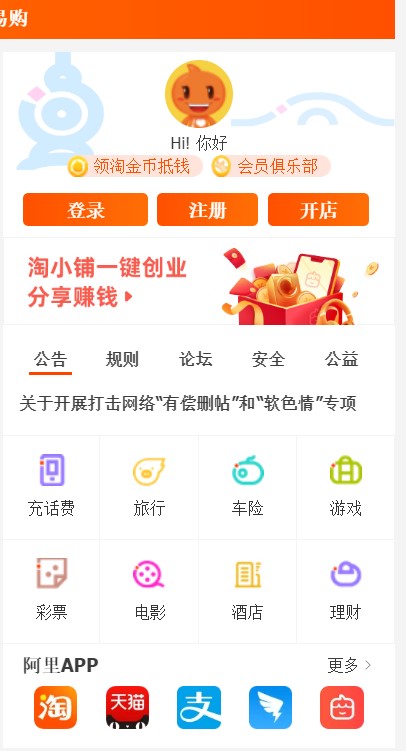 易购
Hi! 你好
领淘金币抵钱 会员俱乐部
登录 注册 开店
淘小铺一键创业
分享赚钱
公告 规则 论坛 安全 公益
关于开展打击网络“有偿删帖”和“软色情”专项
充话费 旅行 车险 游戏
彩票 电影 酒店 理财
阿里APP 更多
淘 天猫 支